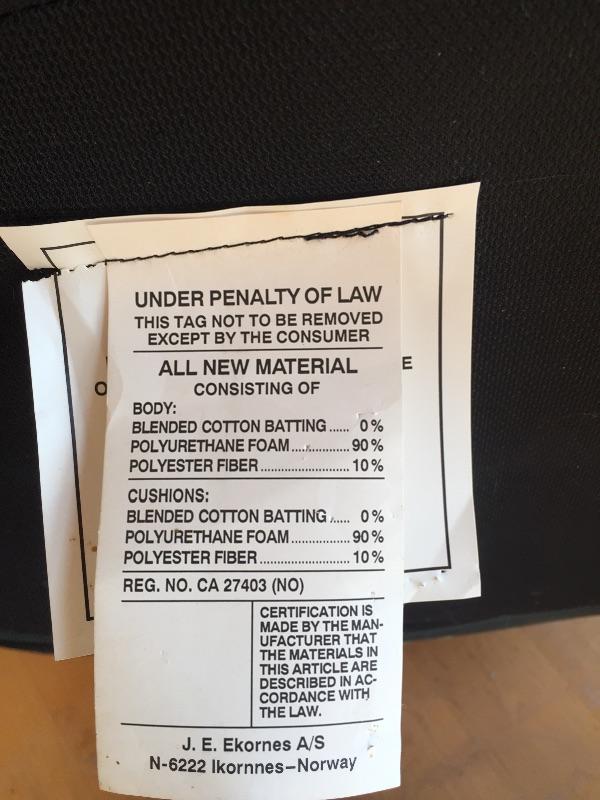 UNDER PENALTY OF LAW
THIS TAG NOT TO BE REMOVED
EXCEPT BY THE CONSUMER
ALL NEW MATERIAL
CONSISTING OF
BODY:
BLENDED COTTON BATTING ...... 0 %
POLYURETHANE FOAM ................ 90 %
POLYESTER FIBER ........................ 10 %
CUSHIONS:
BLENDED COTTON BATTING ...... 0 %
POLYURETHANE FOAM ................ 90 %
POLYESTER FIBER ........................ 10 %
REG. NO. CA 27403 (NO)
CERTIFICATION IS
MADE BY THE MAN-
UFACTURER THAT
THE MATERIALS IN
THIS ARTICLE ARE
DESCRIBED IN AC-
CORDANCE WITH
THE LAW.
J. E. Ekornes A/S
N-6222 Ikornnes–Norway